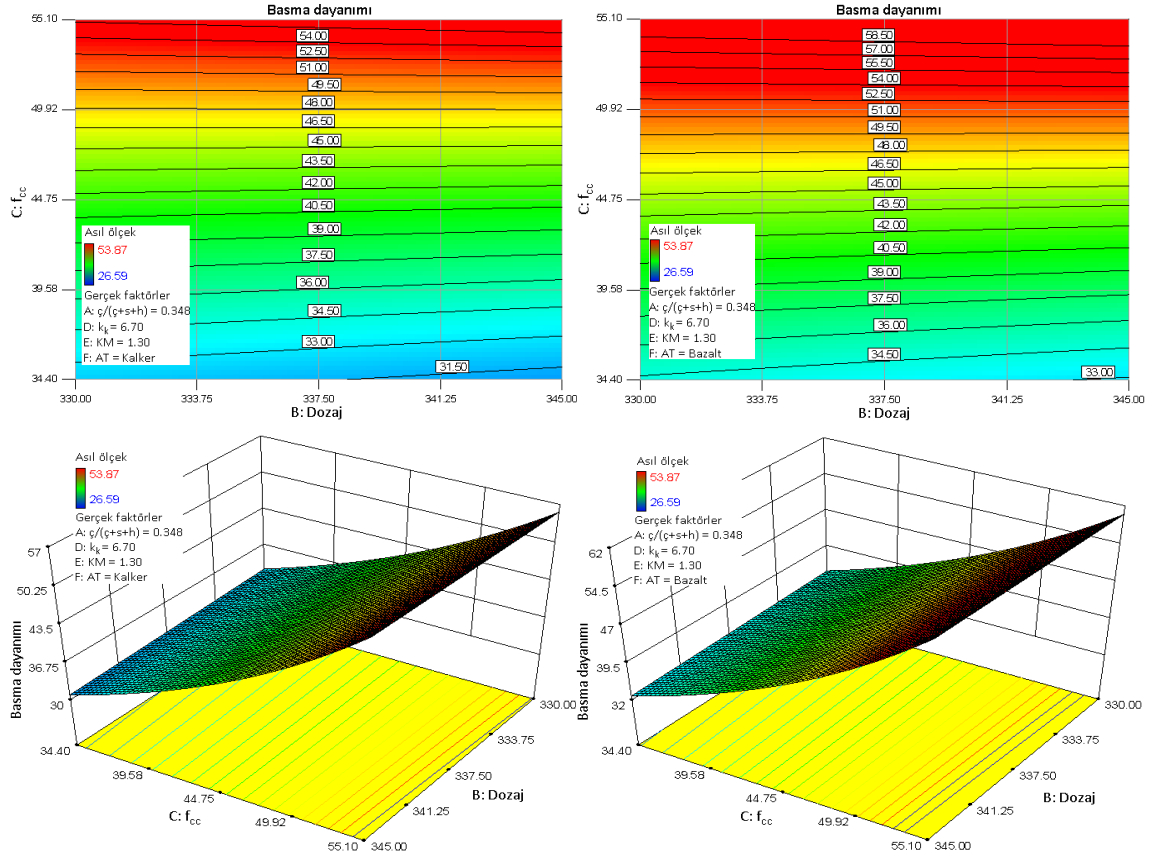 Basma dayanımı
55.10
49.92
44.75
39.58
34.40
C: fcc
54.00
52.50
51.00
49.50
48.00
46.50
45.00
43.50
42.00
40.50
39.00
37.50
36.00
34.50
33.00
31.50
Asıl ölçek
53.87
26.59
Gerçek faktörler
A: ç/(ç+s+h) = 0.348
D: kk = 6.70
E: KM = 1.30
F: AT = Kalker
330.00
333.75
337.50
341.25
345.00
B: Dozaj
Basma dayanımı
55.10
49.92
44.75
39.58
34.40
C: fcc
58.50
57.00
55.50
54.00
52.50
51.00
49.50
48.00
46.50
45.00
43.50
42.00
40.50
39.00
37.50
36.00
34.50
33.00
Asıl ölçek
53.87
26.59
Gerçek faktörler
A: ç/(ç+s+h) = 0.348
D: kk = 6.70
E: KM = 1.30
F: AT = Bazalt
330.00
333.75
337.50
341.25
345.00
B: Dozaj
Asıl ölçek
53.87
26.59
Gerçek faktörler
A: ç/(ç+s+h) = 0.348
D: kk = 6.70
E: KM = 1.30
F: AT = Kalker
57
50.25
43.5
36.75
30
Basma dayanımı
34.40
39.58
44.75
49.92
55.10
C: fcc
330.00
333.75
337.50
341.25
345.00
B: Dozaj
Asıl ölçek
53.87
26.59
Gerçek faktörler
A: ç/(ç+s+h) = 0.348
D: kk = 6.70
E: KM = 1.30
F: AT = Bazalt
62
54.5
47
39.5
32
Basma dayanımı
34.40
39.58
44.75
49.92
55.10
C: fcc
330.00
333.75
337.50
341.25
345.00
B: Dozaj